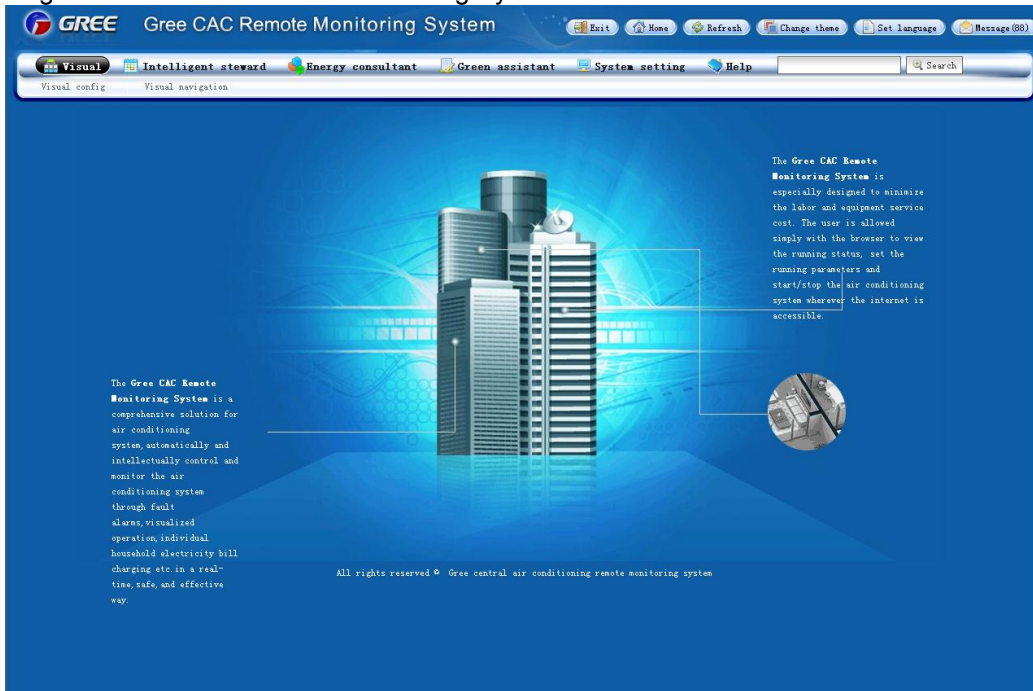 GREE
Gree CAC Remote Monitoring System
Exit Home Refresh Change theme Set language Message(88)
Visual Intelligent steward Energy consultant Green assistant System setting Help Search
Visual config Visual navigation
The Gree CAC Remote
Monitoring System is
especially designed to minimize
the labor and equipment service
cost. The user is allowed
simply with the browser to view
the running status, set the
running parameters and
start/stop the air conditioning
system wherever the internet is
accessible.
The Gree CAC Remote
Monitoring System is a
comprehensive solution for
air conditioning
system,automatically and
intellectually control and
monitor the air
conditioning system
through fault
alarms,visualized
operation,individual
household electricity bill
charging etc.in a real-
time,safe,and effective
way.
All rights reserved © Gree central air conditioning remote monitoring system